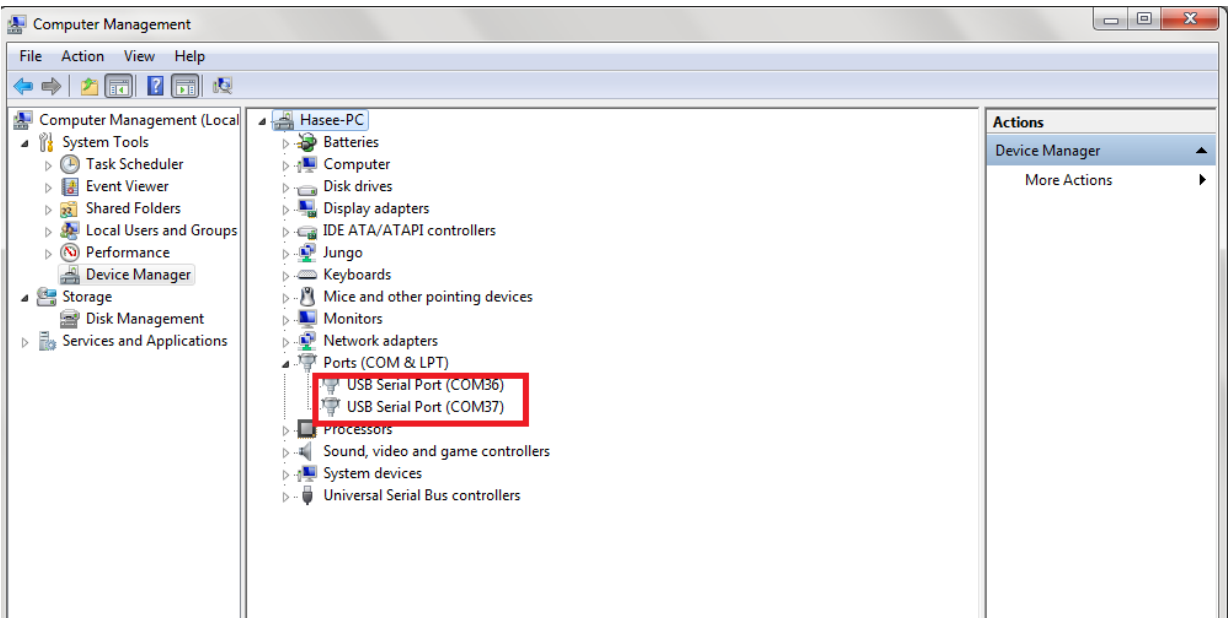 Computer Management
File Action View Help
Computer Management (Local
System Tools
Task Scheduler
Event Viewer
Shared Folders
Local Users and Groups
Performance
Device Manager
Storage
Disk Management
Services and Applications
Hasee-PC
Batteries
Computer
Disk drives
Display adapters
IDE ATA/ATAPI controllers
Jungo
Keyboards
Mice and other pointing devices
Monitors
Network adapters
Ports (COM & LPT)
USB Serial Port (COM36)
USB Serial Port (COM37)
Processors
Sound, video and game controllers
System devices
Universal Serial Bus controllers
Actions
Device Manager
More Actions